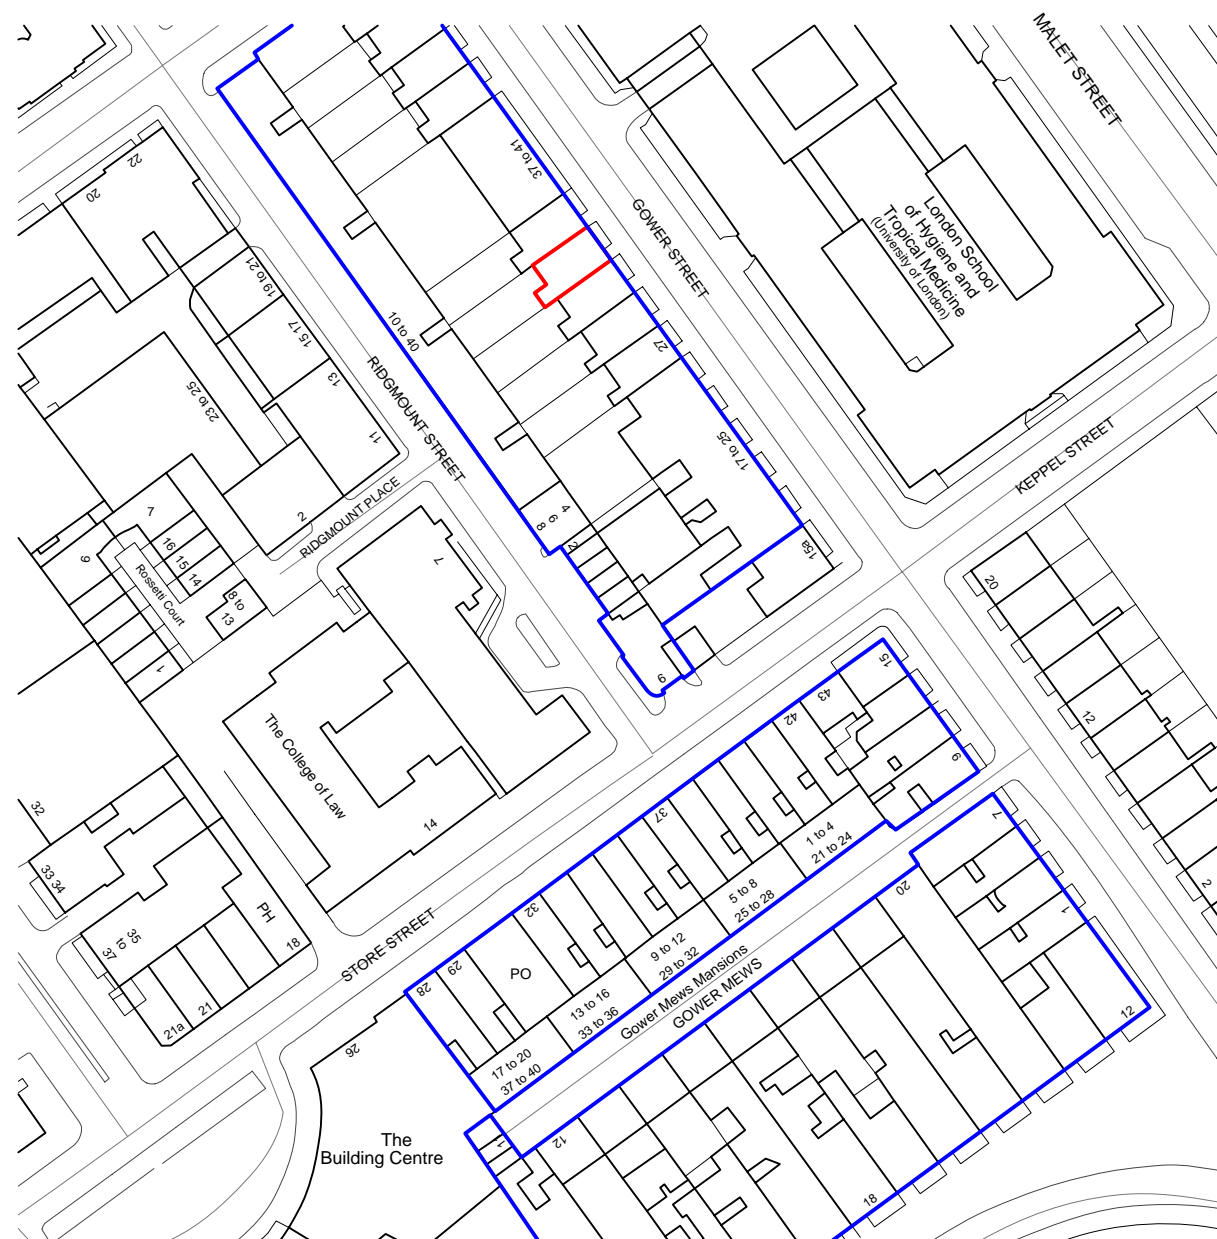 MALET STREET
22
20
37 to 41
GOWER STREET
London School
of Hygiene and
Tropical Medicine
(University of London)
19 to 21
15 17
13
11
23 to 25
10 to 40
RIDGMOUNT STREET
27
17 to 25
KEPPEL STREET
RIDGMOUNT PLACE
2
7
16
15
14
8 to
13
Rossetti Court
9
1
7
4
6
8
2
15a
9
20
12
2
The College of Law
14
15
43
42
37
32
29
28
9
1 to 4
21 to 24
5 to 8
25 to 28
9 to 12
29 to 32
13 to 16
33 to 36
17 to 20
37 to 40
PO
Gower Mews Mansions
GOWER MEWS
STORE STREET
32
33 34
35
to
37
PH
18
21
21a
26
The
Building Centre
7
1
20
12
11
12
18